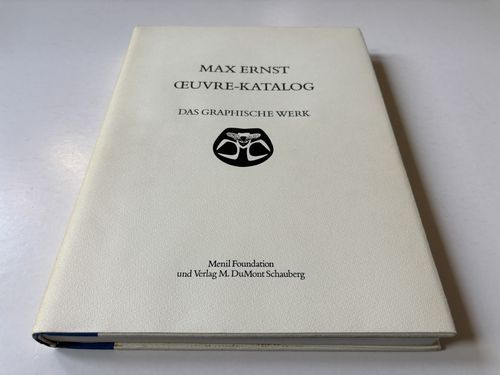 MAX ERNST
ŒUVRE-KATALOG
DAS GRAPHISCHE WERK
Menil Foundation
und Verlag M. DuMont Schauberg